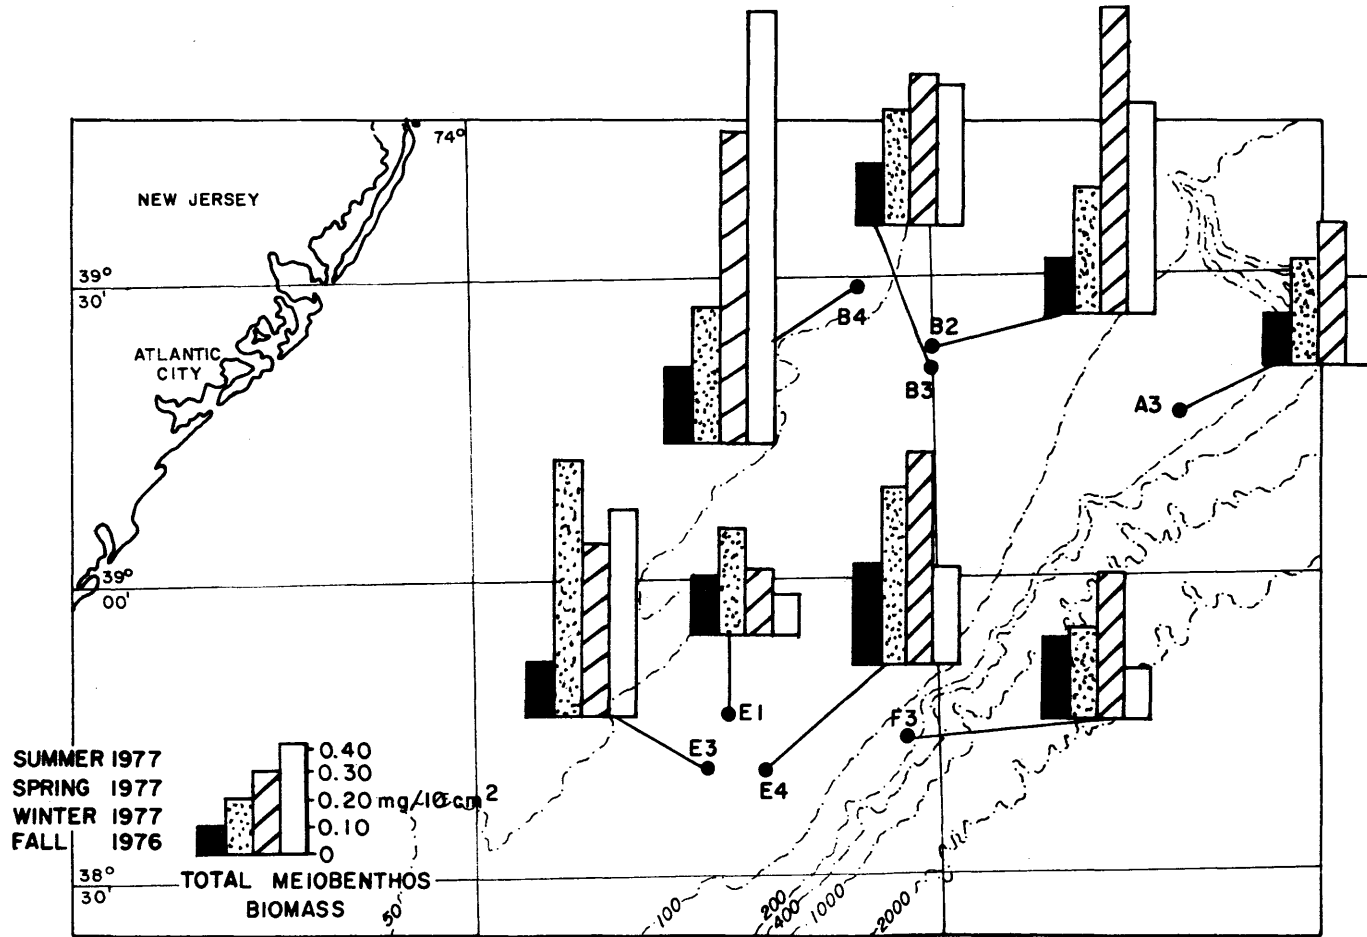 74°
NEW JERSEY
39°
30'
B4
B2
ATLANTIC
CITY
B3
A3
39°
00'
E1
F3
E3
E4
SUMMER 1977
SPRING 1977
WINTER 1977
FALL 1976
0.40
0.30
0.20 mg/10 cm²
0.10
0
TOTAL MEIOBENTHOS
BIOMASS
38°
30'
50'
100
200
400
1000
2000